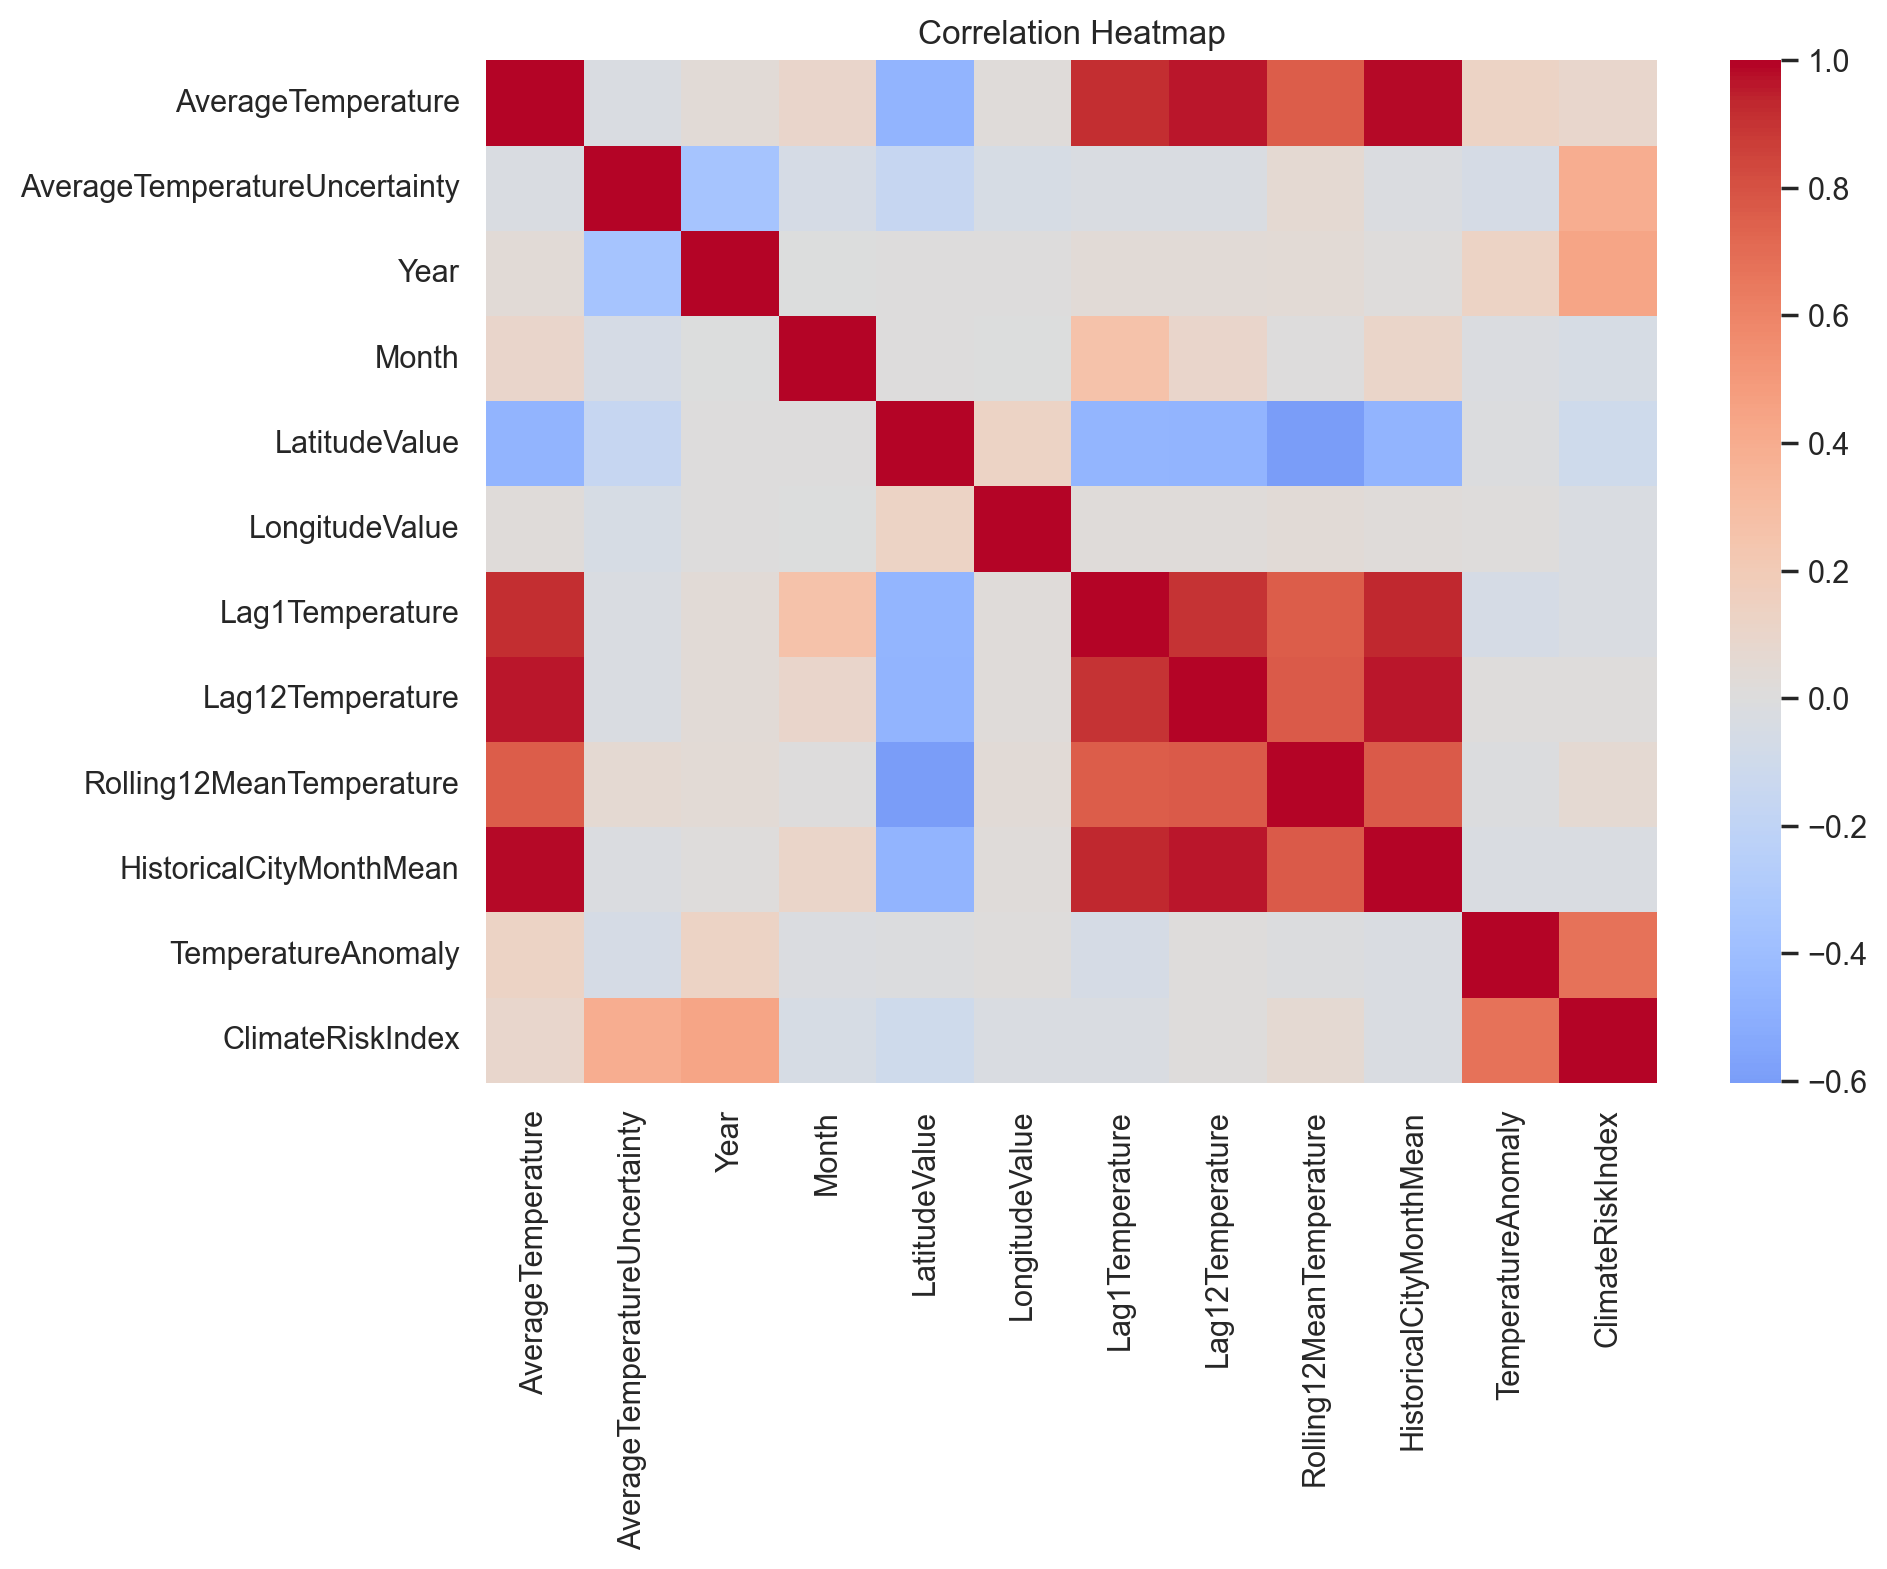 Correlation Heatmap
AverageTemperature
AverageTemperatureUncertainty
Year
Month
LatitudeValue
LongitudeValue
Lag1Temperature
Lag12Temperature
Rolling12MeanTemperature
HistoricalCityMonthMean
TemperatureAnomaly
ClimateRiskIndex
AverageTemperature
AverageTemperatureUncertainty
Year
Month
LatitudeValue
LongitudeValue
Lag1Temperature
Lag12Temperature
Rolling12MeanTemperature
HistoricalCityMonthMean
TemperatureAnomaly
ClimateRiskIndex
1.0
0.8
0.6
0.4
0.2
0.0
−0.2
−0.4
−0.6